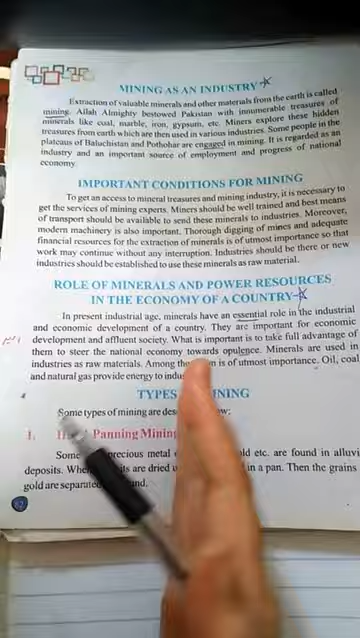 MINING AS AN INDUSTRY
Extraction of valuable minerals and other materials from the earth is called
mining. Allah Almighty bestowed Pakistan with innumerable treasures of
minerals like coal, marble, iron, gypsum, etc. Miners explore these hidden
treasures from earth which are then used in various industries. Some people in the
plateaus of Baluchistan and Pothohar are engaged in mining. It is regarded as an
industry and an important source of employment and progress of national
economy.
IMPORTANT CONDITIONS FOR MINING
To get an access to mineral treasures and mining industry, it is necessary to
get the services of mining experts. Miners should be well trained and best means
of transport should be available to send these minerals to industries. Moreover,
modern machinery is also important. Thorough digging of mines and adequate
financial resources for the extraction of minerals is of utmost importance so that
work may continue without any interruption. Industries should be there or new
industries should be established to use these minerals as raw material.
ROLE OF MINERALS AND POWER RESOURCES
IN THE ECONOMY OF A COUNTRY
In present industrial age, minerals have an essential role in the industrial
and economic development of a country. They are important for economic
development and affluent society. What is important is to take full advantage of
them to steer the national economy towards opulence. Minerals are used in
industries as raw materials. Among the is of utmost importance. Oil, coal
and natural gas provide energy to
TYPES MINING
Some types of mining are
1. Panning Mining
Some precious metal etc. are found in
deposits. are dried in a pan. Then the grains
gold are